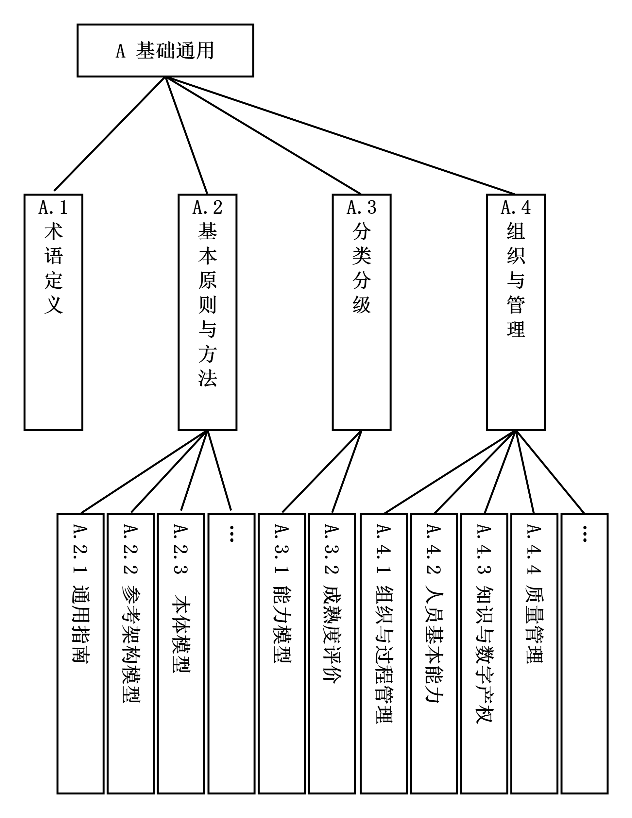 A 基础通用
A.1
术语定义
A.2
基本原则与方法
A.3
分类分级
A.4
组织与管理
A.2.1 通用指南
A.2.2 参考架构模型
A.2.3 本体模型
…
A.3.1 能力模型
A.3.2 成熟度评价
A.4.1 组织与过程管理
A.4.2 人员基本能力
A.4.3 知识与数字产权
A.4.4 质量管理
…